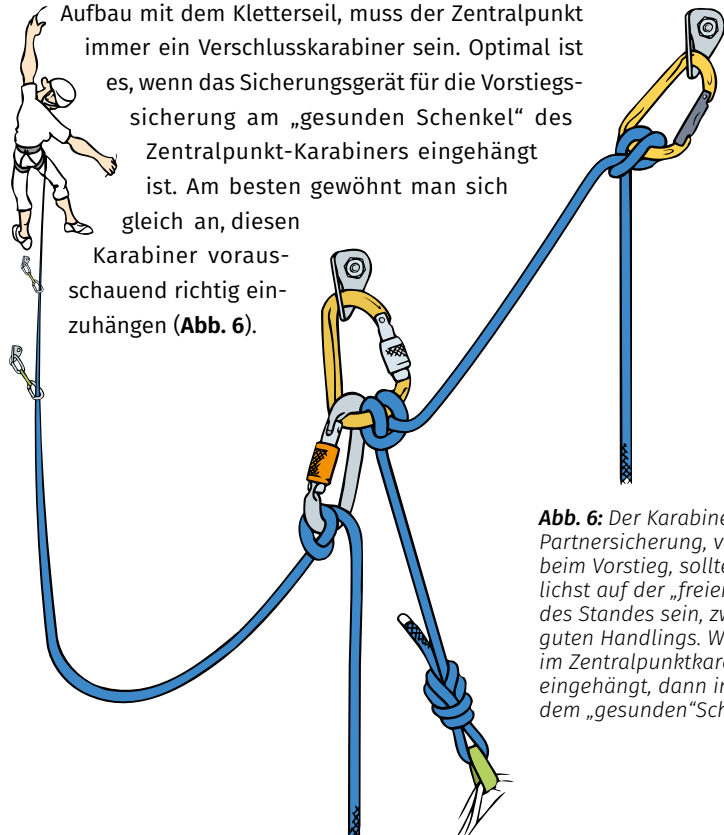 Aufbau mit dem Kletterseil, muss der Zentralpunkt
immer ein Verschlusskarabiner sein. Optimal ist
es, wenn das Sicherungsgerät für die Vorstiegs-
sicherung am „gesunden Schenkel“ des
Zentralpunkt-Karabiners eingehängt
ist. Am besten gewöhnt man sich
gleich an, diesen
Karabiner voraus-
schauend richtig ein-
zuhängen (Abb. 6).
Abb. 6: Der Karabine
Partnersicherung, v
beim Vorstieg, sollte
lichst auf der „freien
des Standes sein, zw
guten Handlings. W
im Zentralpunktkara
eingehängt, dann in
dem „gesunden“Sch